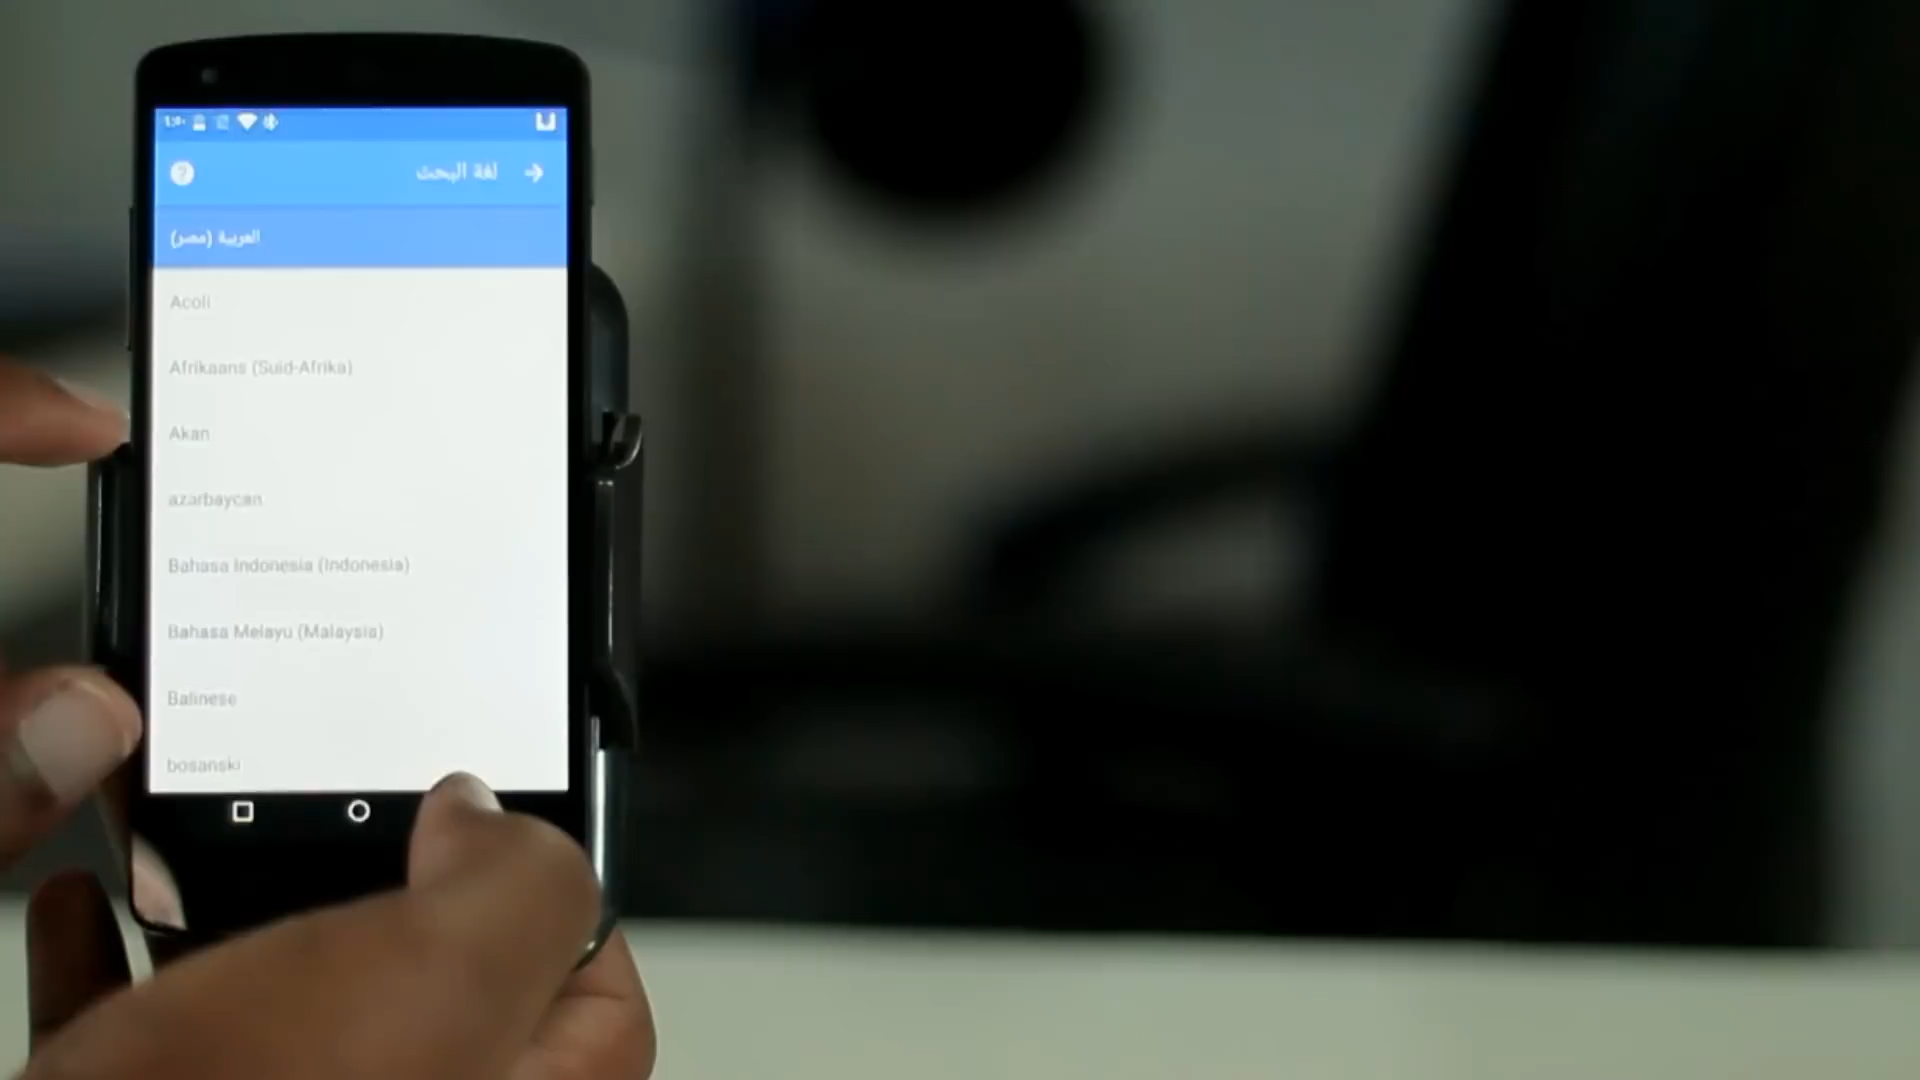 لغة البحث
العربية (مصر)
Acoli
Afrikaans (Suid-Afrika)
Akan
azərbaycan
Bahasa Indonesia (Indonesia)
Bahasa Melayu (Malaysia)
Balinese
bosanski